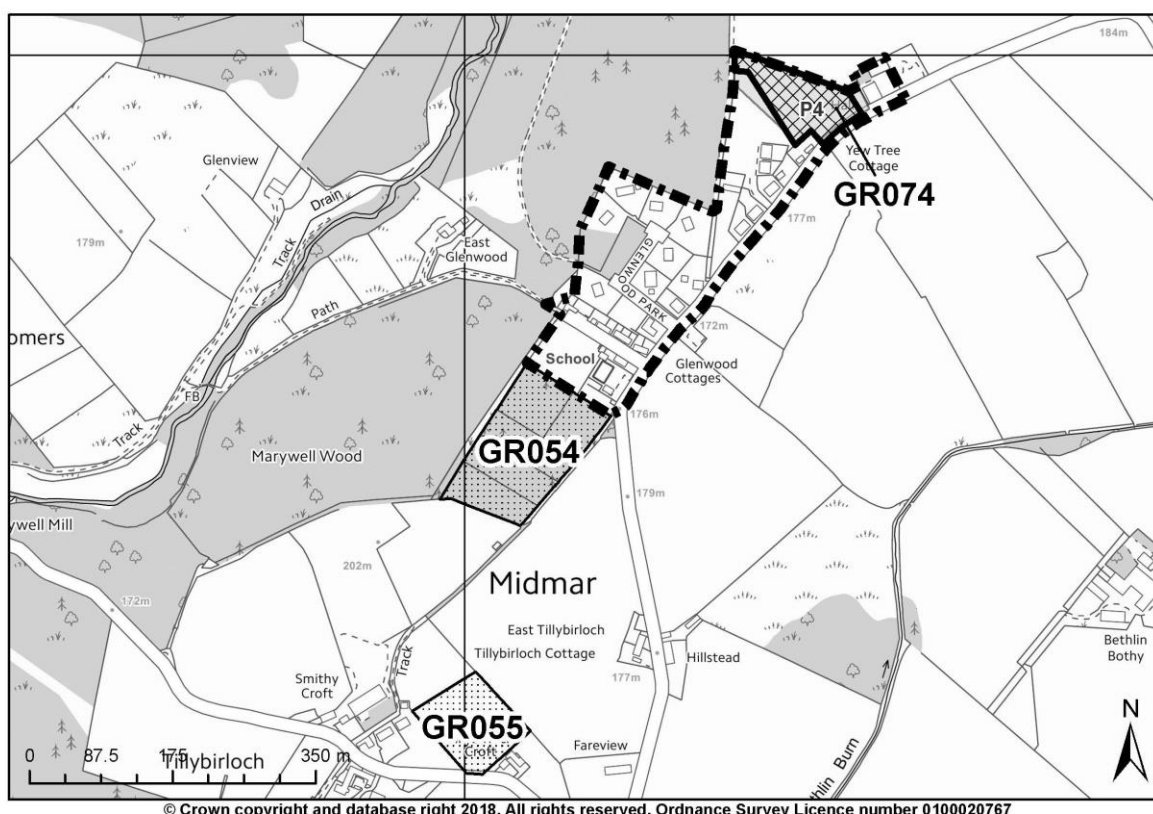 184m
P4
Glenview
Yew Tree
Cottage
GR074
Drain
177m
179m
Track
East
Glenwood
GLENWO
OD PARK
Path
172m
omers
School
Glenwood
Cottages
FB
176m
Track
GR054
Marywell Wood
179m
ywell Mill
202m
Midmar
172m
East Tillybirloch
Tillybirloch Cottage
Hillstead
Bethlin
Bothy
Track
177m
Smithy
Croft
N
GR055
Croft
Fareview
0 87.5 175 350 m
Tillybirloch
thlin Burn
© Crown copyright and database right 2018. All rights reserved. Ordnance Survey Licence number 0100020767